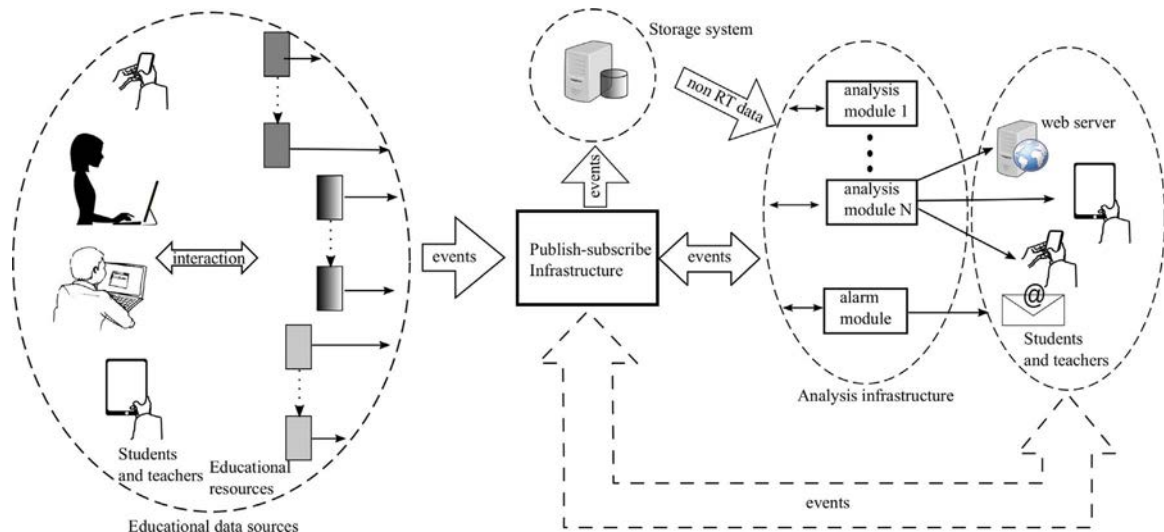 Storage system
non RT data
analysis
module 1
web server
events
analysis
module N
interaction
events
Publish-subscribe
Infrastructure
events
alarm
module
@
Students
and teachers
Analysis infrastructure
Students
and teachers
Educational
resources
events
Educational data sources